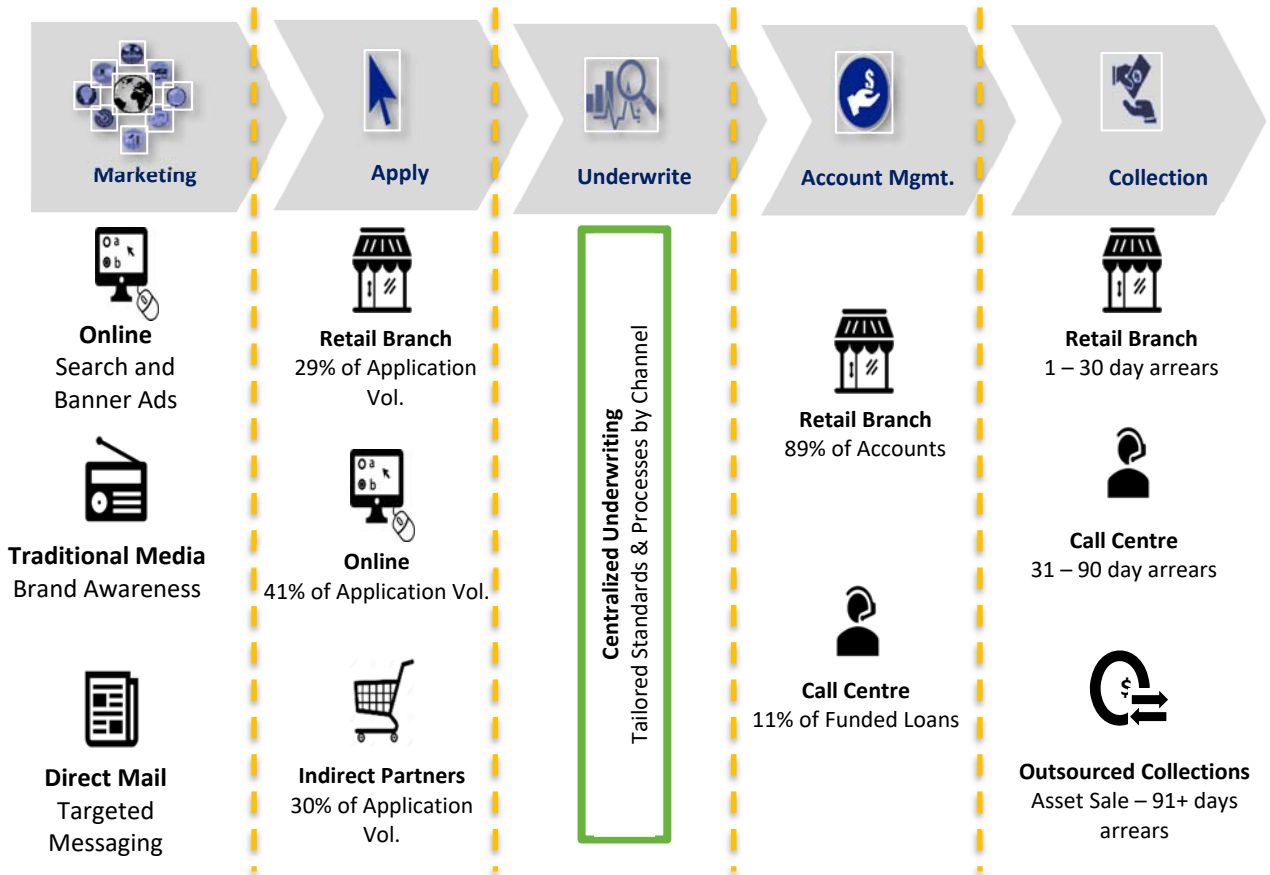 Marketing
Apply
Underwrite
Account Mgmt.
Collection
Online
Search and
Banner Ads
Traditional Media
Brand Awareness
Direct Mail
Targeted
Messaging
Retail Branch
29% of Application
Vol.
Online
41% of Application Vol.
Indirect Partners
30% of Application
Vol.
Centralized Underwriting
Tailored Standards & Processes by Channel
Retail Branch
89% of Accounts
Call Centre
11% of Funded Loans
Retail Branch
1 – 30 day arrears
Call Centre
31 – 90 day arrears
Outsourced Collections
Asset Sale – 91+ days
arrears